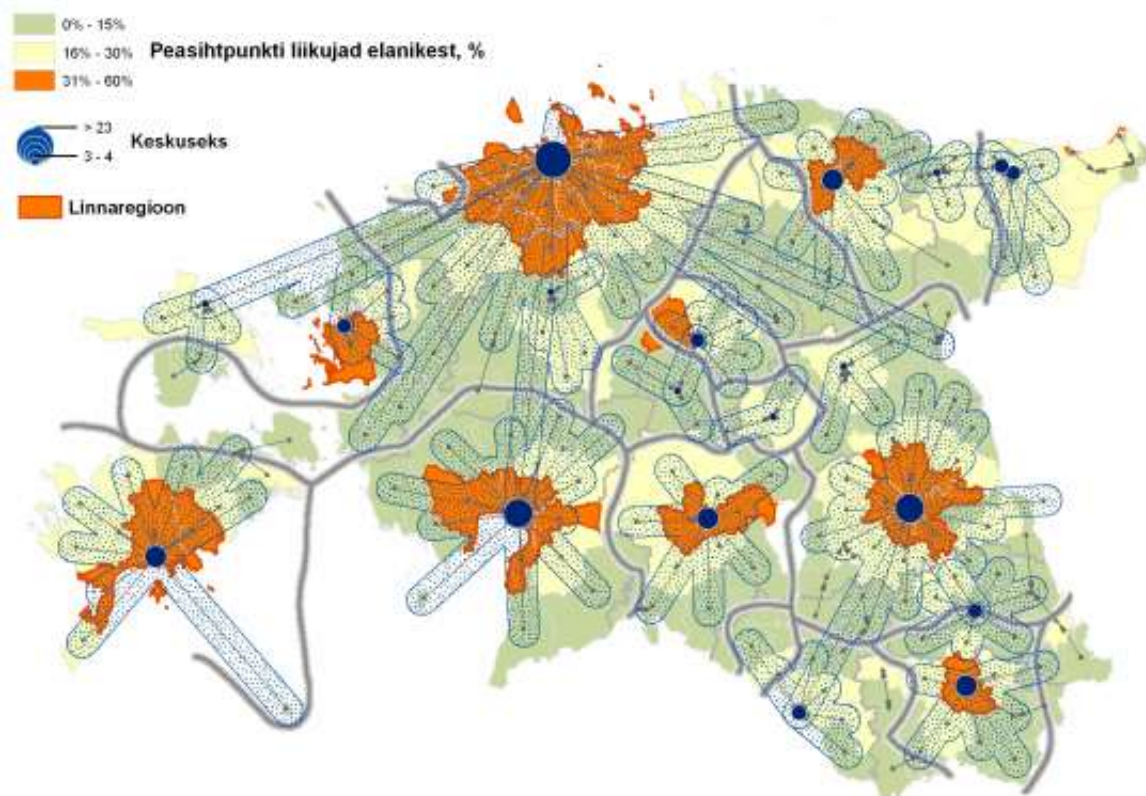 0% - 15%
16% - 30%
Peasihtpunkti liikujad elanikest, %
31% - 60%
> 23
Keskuseks
3 - 4
Linnaregioon